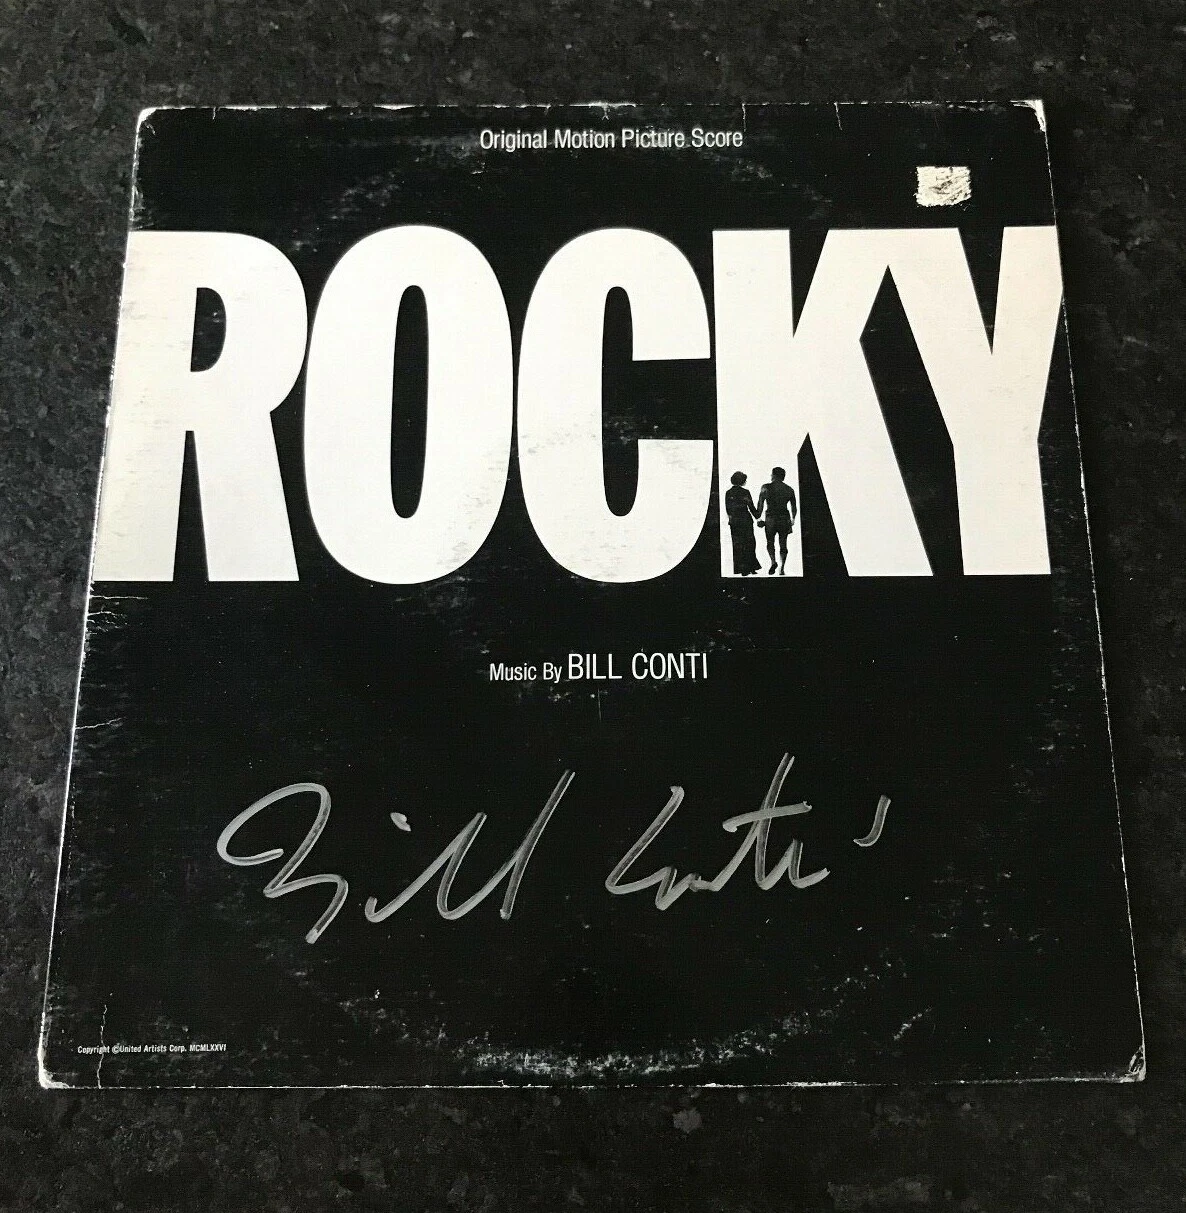 Original Motion Picture Score
ROCKY
Music By BILL CONTI
Bill Conti
Copyright ©United Artists Corp. MCMLXXVI